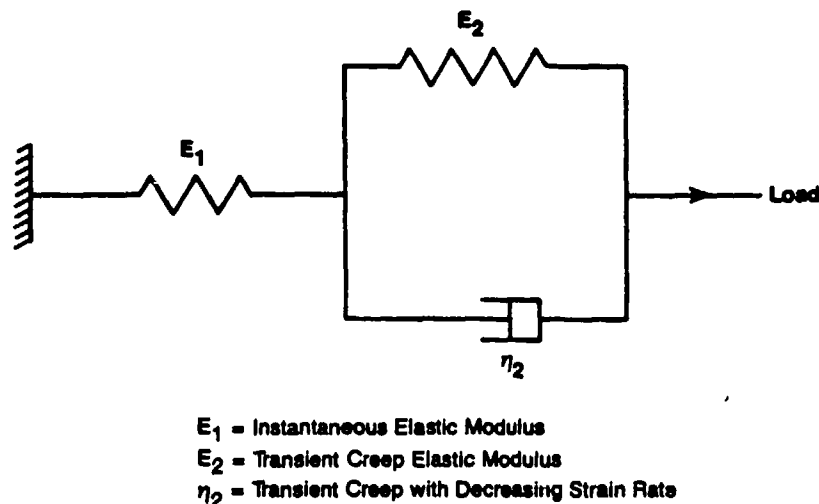 E2
E1
Load
η2
E1 = Instantaneous Elastic Modulus
E2 = Transient Creep Elastic Modulus
η2 = Transient Creep with Decreasing Strain Rate